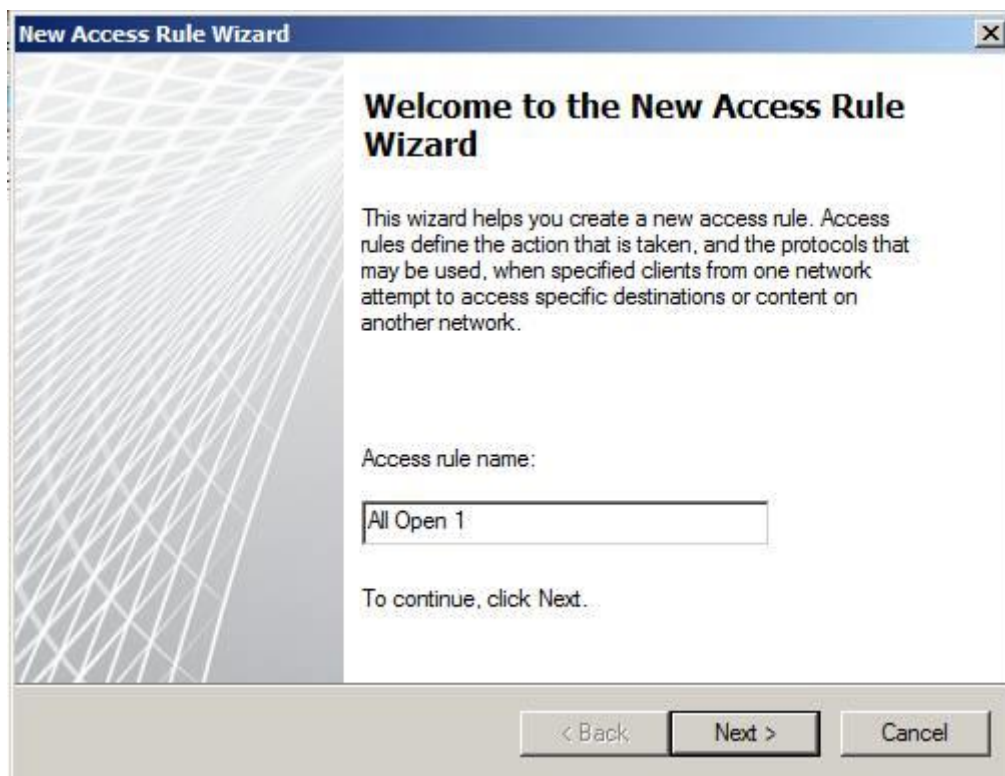 New Access Rule Wizard
Welcome to the New Access Rule
Wizard
This wizard helps you create a new access rule. Access
rules define the action that is taken, and the protocols that
may be used, when specified clients from one network
attempt to access specific destinations or content on
another network.
Access rule name:
All Open 1
To continue, click Next.
< Back
Next >
Cancel